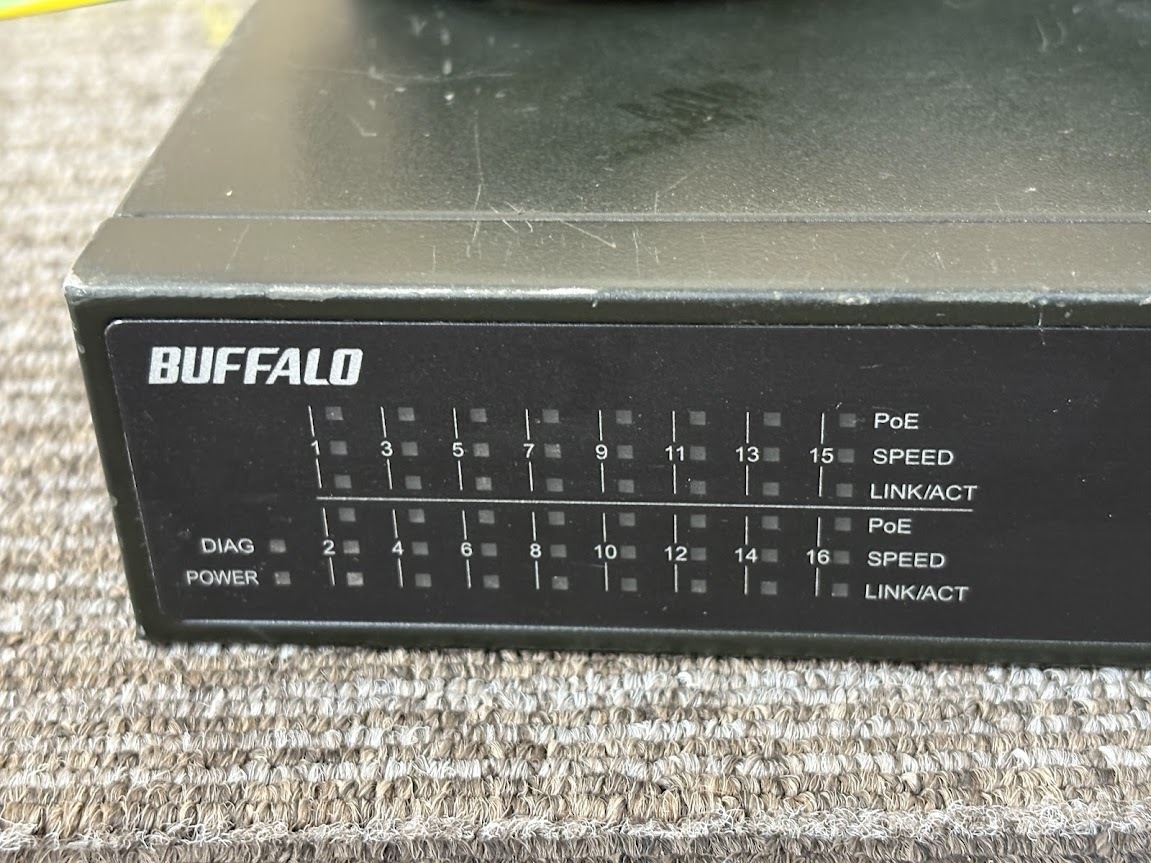 BUFFALO
PoE
1 3 5 7 9 11 13 15 SPEED
LINK/ACT
PoE
DIAG 2 4 6 8 10 12 14 16 SPEED
POWER LINK/ACT